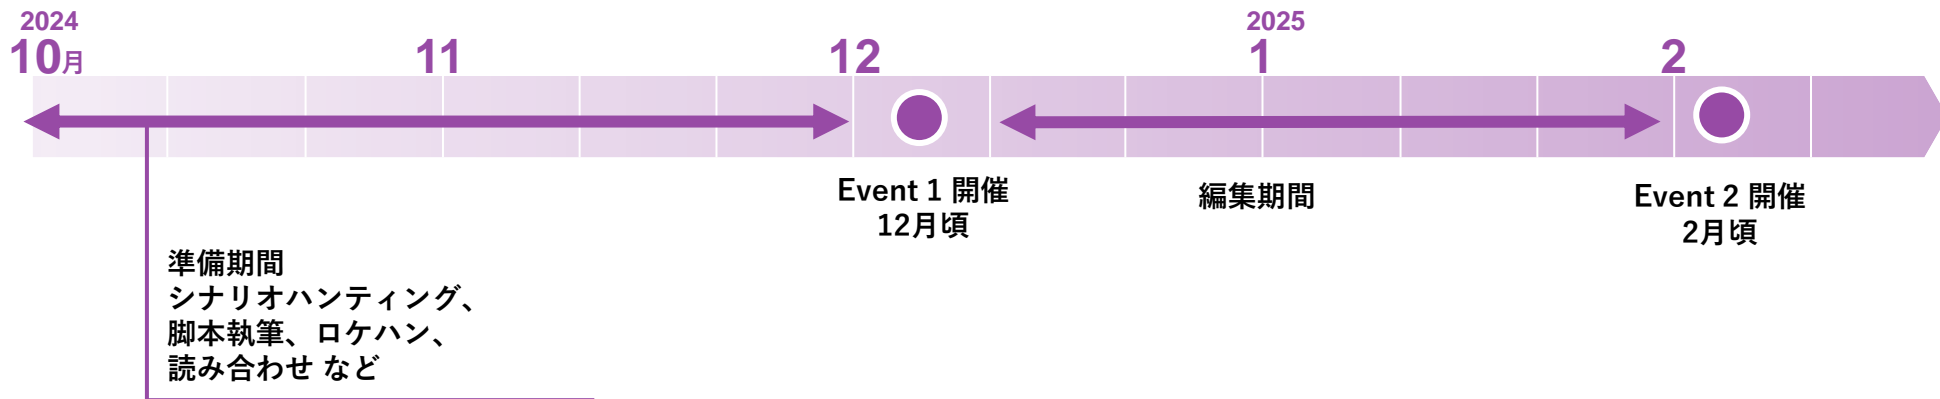 2024
10月
11
12
2025
1
2
Event 1 開催
12月頃
編集期間
Event 2 開催
2月頃
準備期間
シナリオハンティング、
脚本執筆、ロケハン、
読み合わせ など